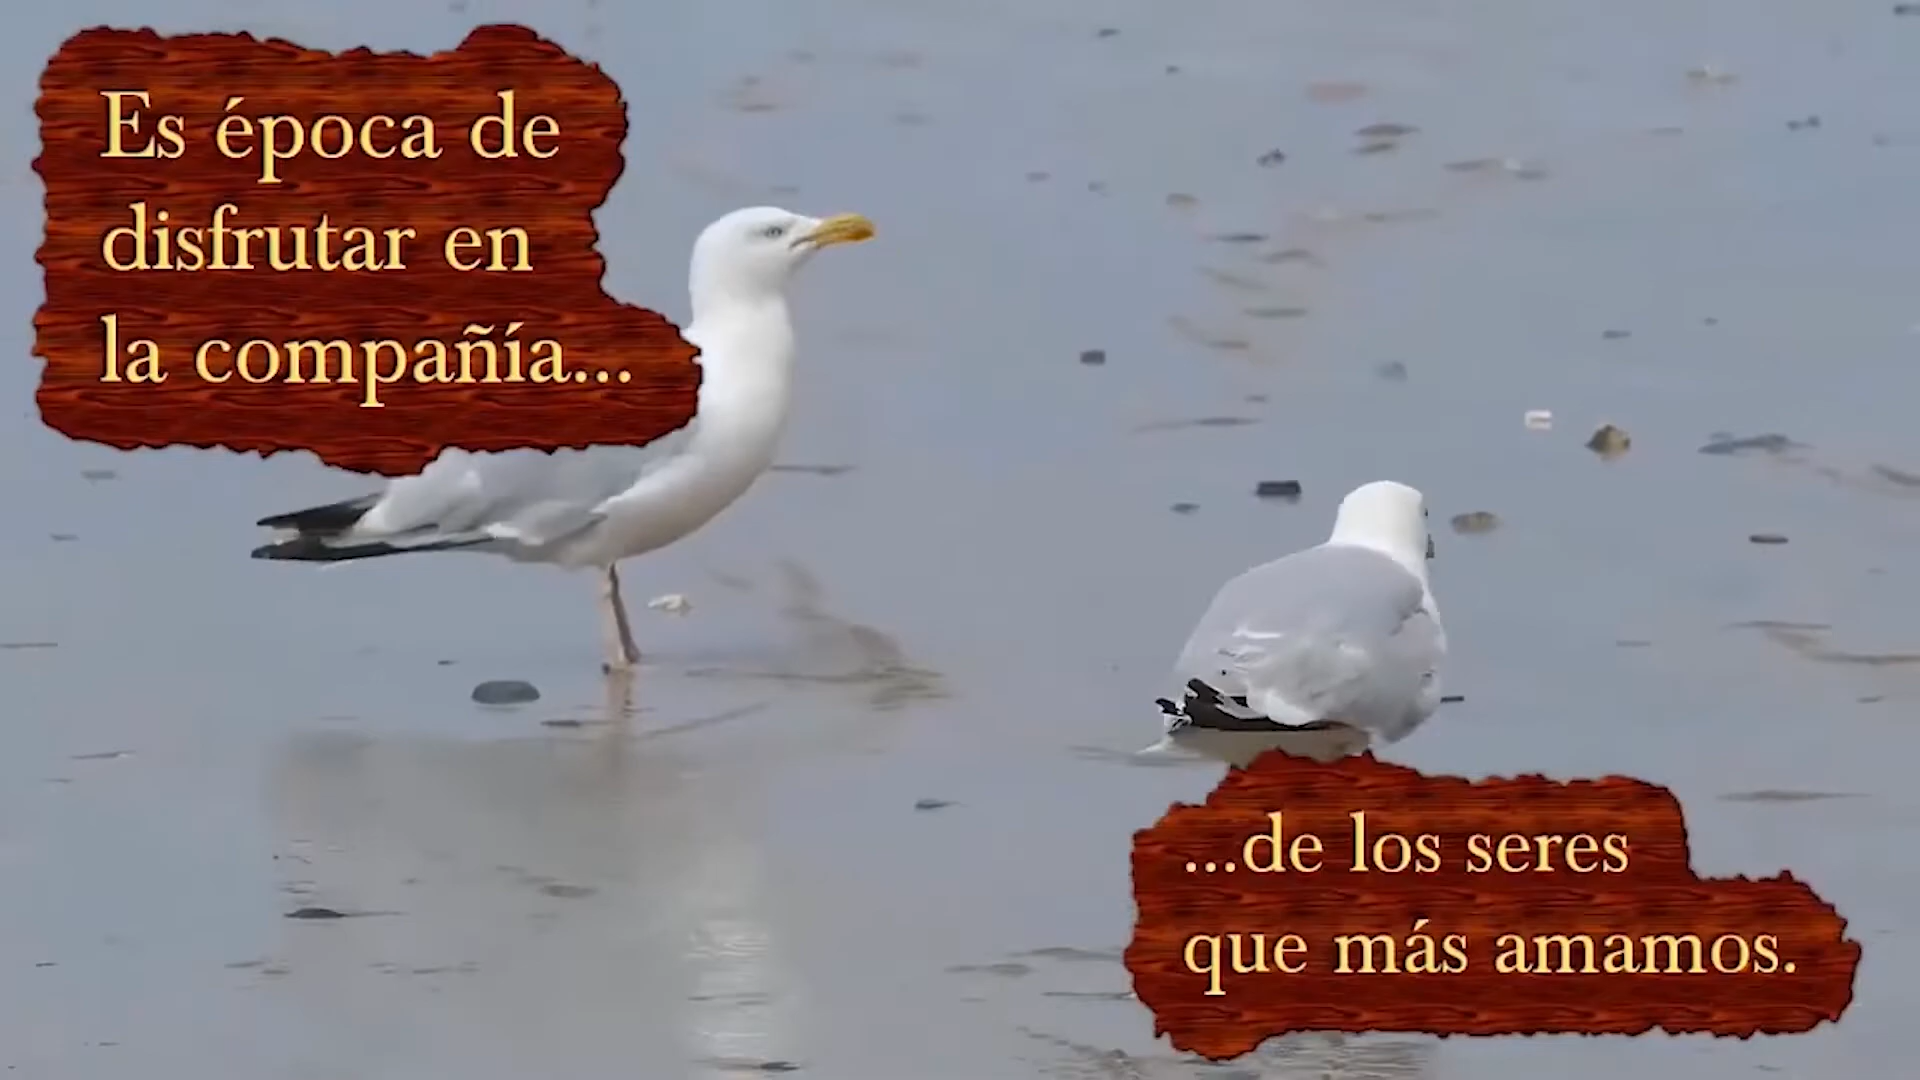 Es época de
disfrutar en
la compañía...
...de los seres
que más amamos.